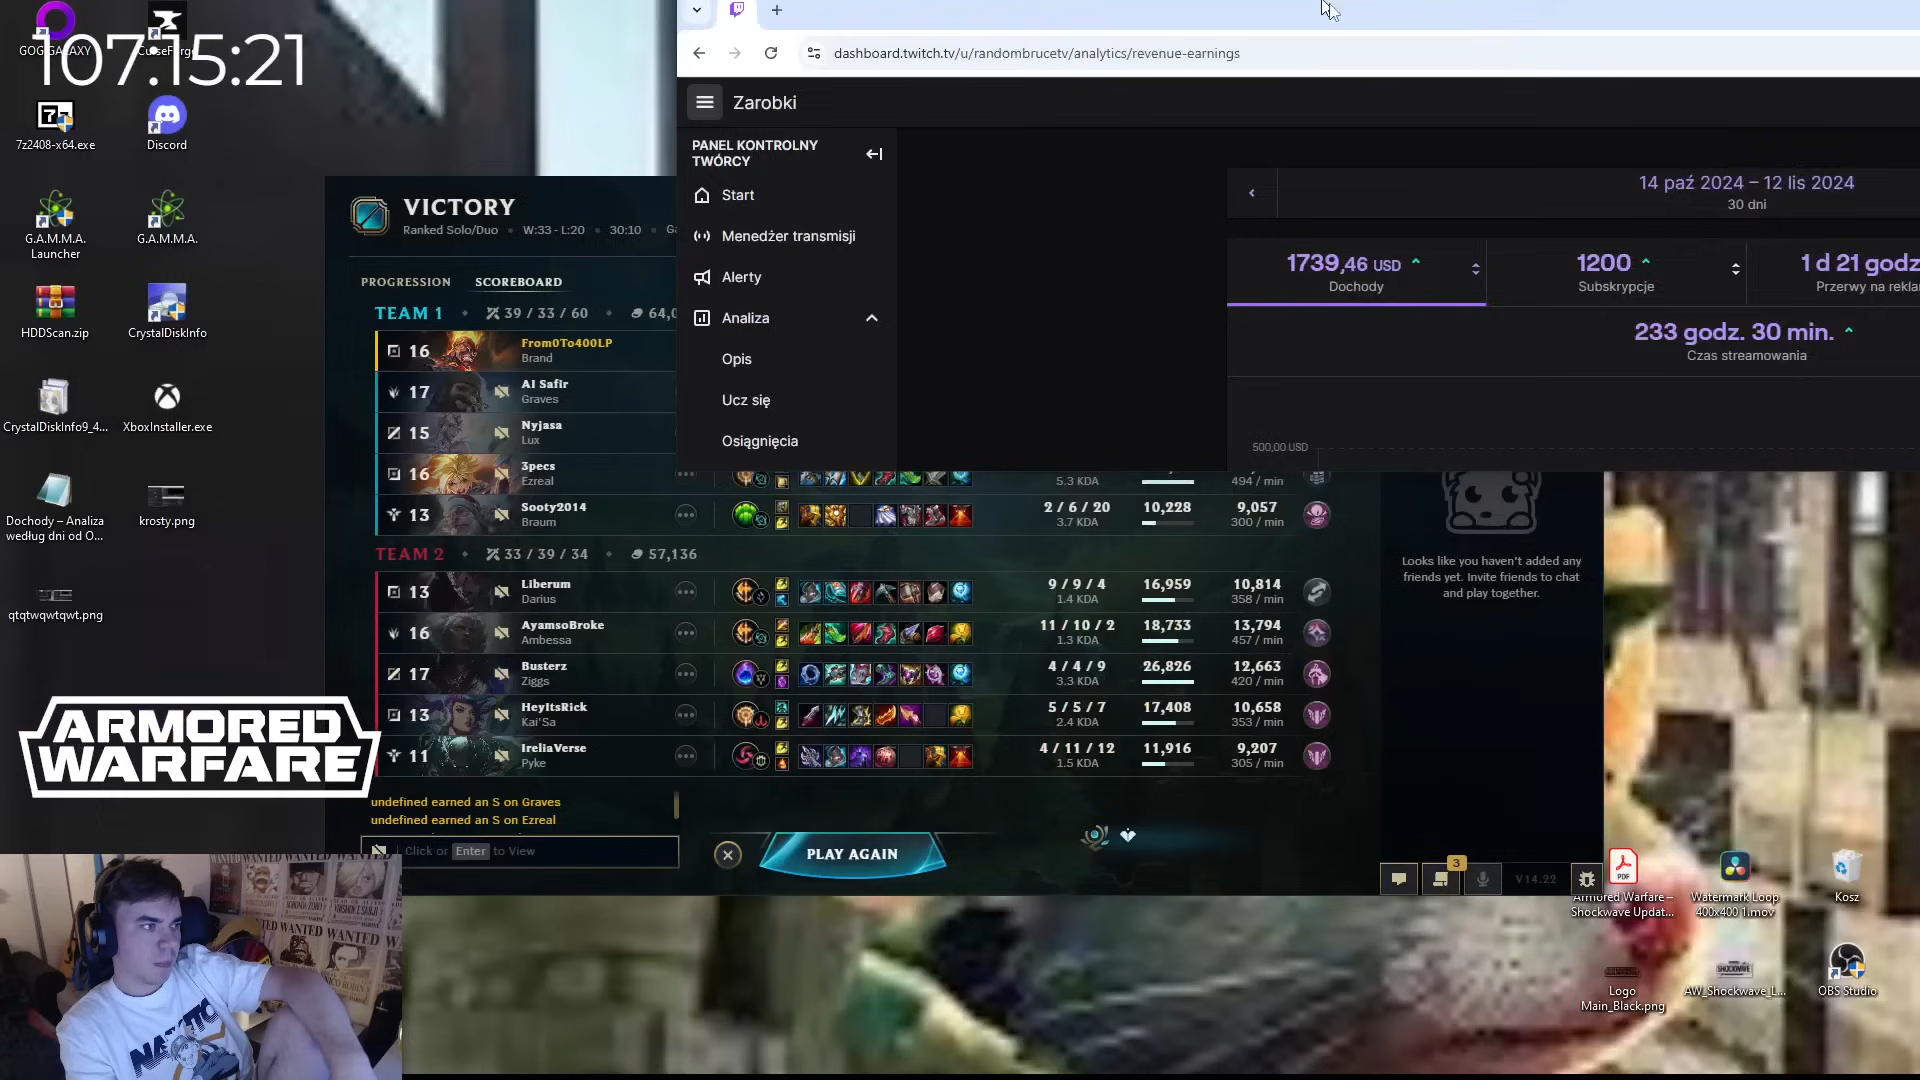 GOG GALAXY
107:15:21
7z2408-x64.exe
Discord
G.A.M.M.A.
Launcher
G.A.M.M.A.
HDDScan.zip
CrystalDiskInfo
CrystalDiskInfo9_4...
XboxInstaller.exe
Dochody – Analiza
według dni od O...
krosty.png
qtqtwqwtqwt.png
ARMORED
WARFARE
dashboard.twitch.tv/u/randombrucetv/analytics/revenue-earnings
Zarobki
PANEL KONTROLNY
TWÓRCY
Start
Menedżer transmisji
Alerty
Analiza
Opis
Ucz się
Osiągnięcia
14 paź 2024 – 12 lis 2024
30 dni
1739,46 USD
Dochody
1200
Subskrypcje
1 d 21 godz
Przerwy na rekla
233 godz. 30 min.
Czas streamowania
500,00 USD
VICTORY
Ranked Solo/Duo • W:33 - L:20 • 30:10 • Ga
PROGRESSION SCOREBOARD
TEAM 1 • 39 / 33 / 60 • 64,0
16 From0To400LP
Brand
17 Al Safir
Graves
15 Nyjasa
Lux
16 3pecs
Ezreal
5.3 KDA 494 / min
13 Sooty2014 2 / 6 / 20 10,228 9,057
Braum 3.7 KDA 300 / min
TEAM 2 • 33 / 39 / 34 • 57,136
13 Liberum 9 / 9 / 4 16,959 10,814
Darius 1.4 KDA 358 / min
16 AyamsoBroke 11 / 10 / 2 18,733 13,794
Ambessa 1.3 KDA 457 / min
17 Busterz 4 / 4 / 9 26,826 12,663
Ziggs 3.3 KDA 420 / min
13 HeyItsRick 5 / 5 / 7 17,408 10,658
Kai'Sa 2.4 KDA 353 / min
11 IreliaVerse 4 / 11 / 12 11,916 9,207
Pyke 1.5 KDA 305 / min
undefined earned an S on Graves
undefined earned an S on Ezreal
Click or Enter to View
PLAY AGAIN
Looks like you haven't added any
friends yet. Invite friends to chat
and play together.
3
V14.22
PDF
Armored Warfare –
Shockwave Updat...
Watermark Loop
400x400 1.mov
Kosz
Logo
Main_Black.png
SHOCKWAVE
AW_Shockwave_L...
OBS Studio
WANTED